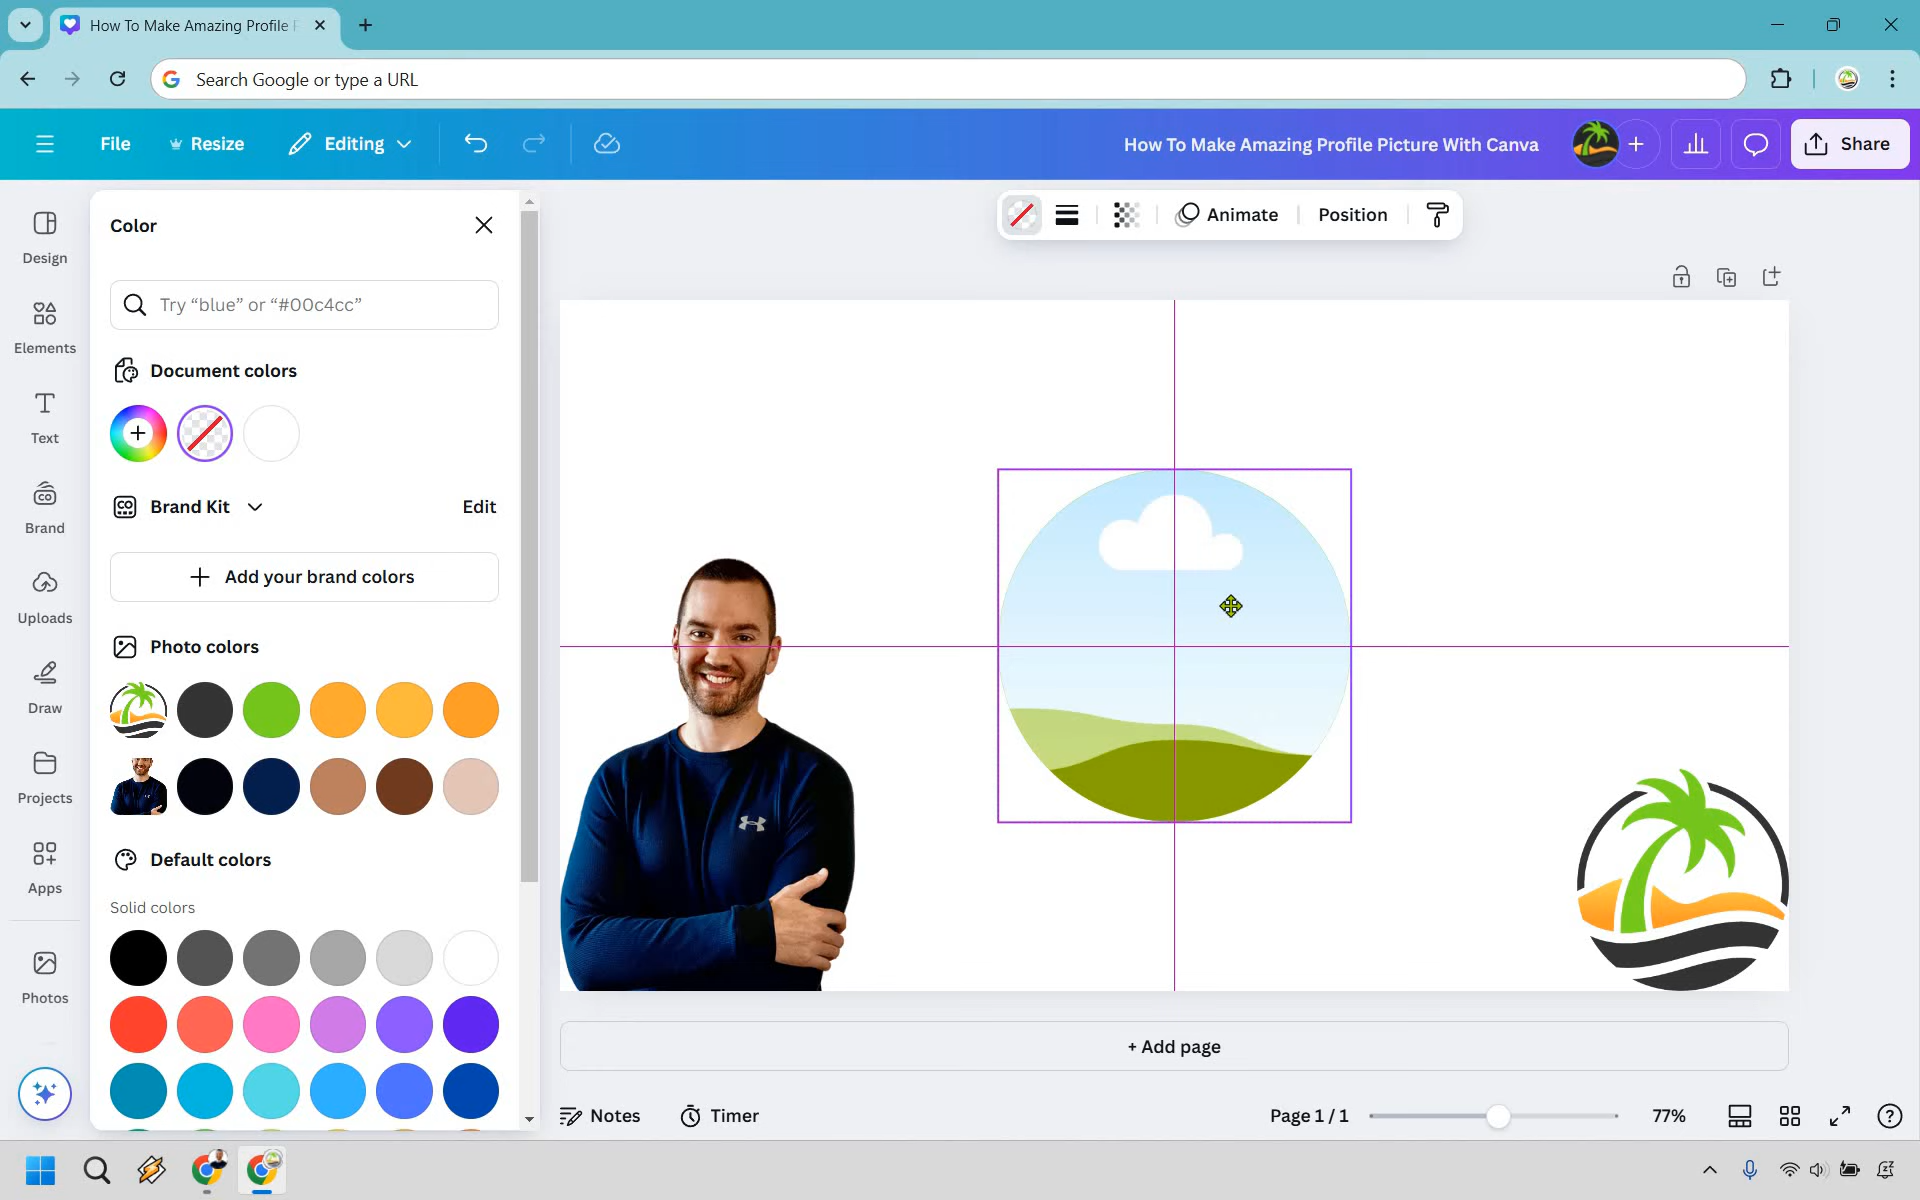 How To Make Amazing Profile P
Search Google or type a URL
File
Resize
Editing
How To Make Amazing Profile Picture With Canva
Share
Design
Elements
Text
Brand
Uploads
Draw
Projects
Apps
Photos
Color
Try “blue” or “#00c4cc”
Document colors
CO
Brand Kit
Edit
Add your brand colors
Photo colors
Default colors
Solid colors
Animate
Position
+ Add page
Notes
Timer
Page 1 / 1
77%